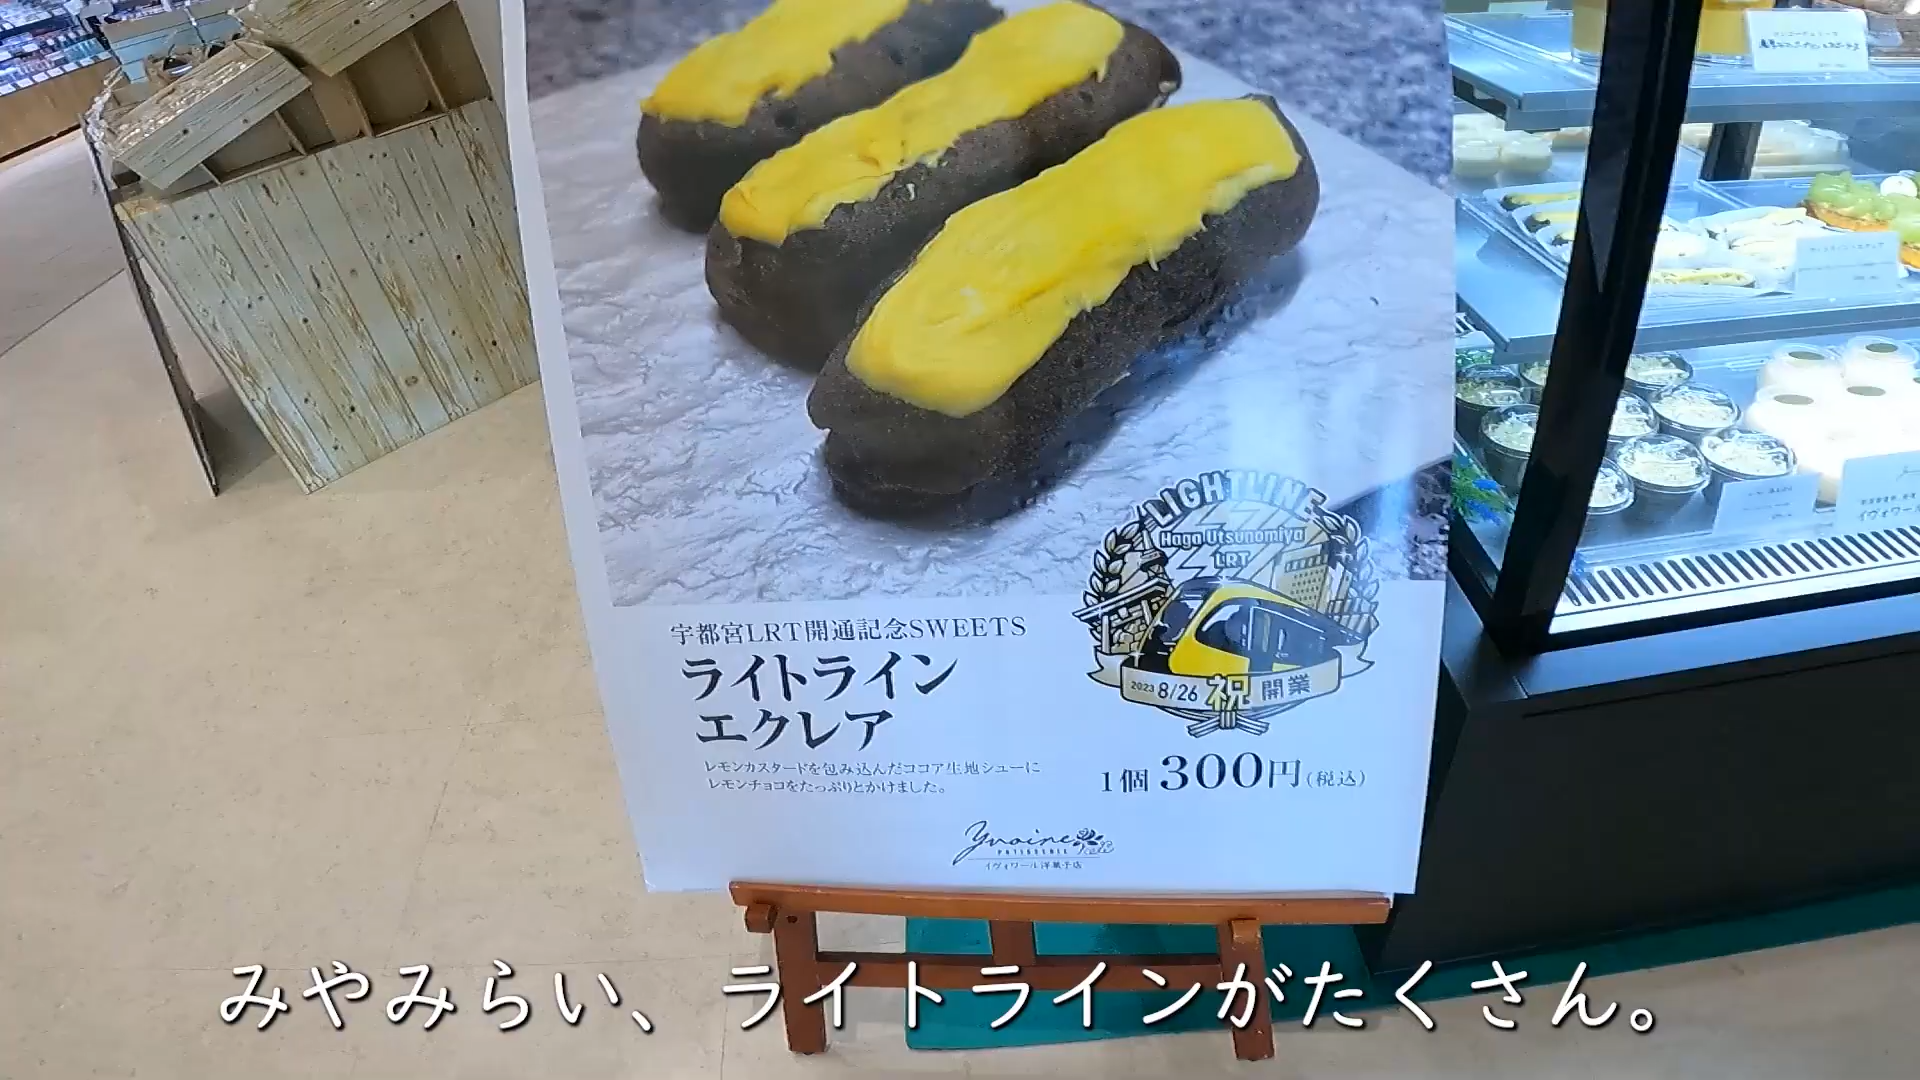 LIGHTLINE
Haga Utsunomiya
LRT
2023 8/26 祝 開業
宇都宮LRT開通記念SWEETS
ライトライン
エクレア
レモンカスタードを包み込んだココア生地シューに
レモンチョコをたっぷりとかけました。
1個 300円(税込)
Yvoire
PATISSERIE
イヴォワール洋菓子店
みやみらい、ライトラインがたくさん。